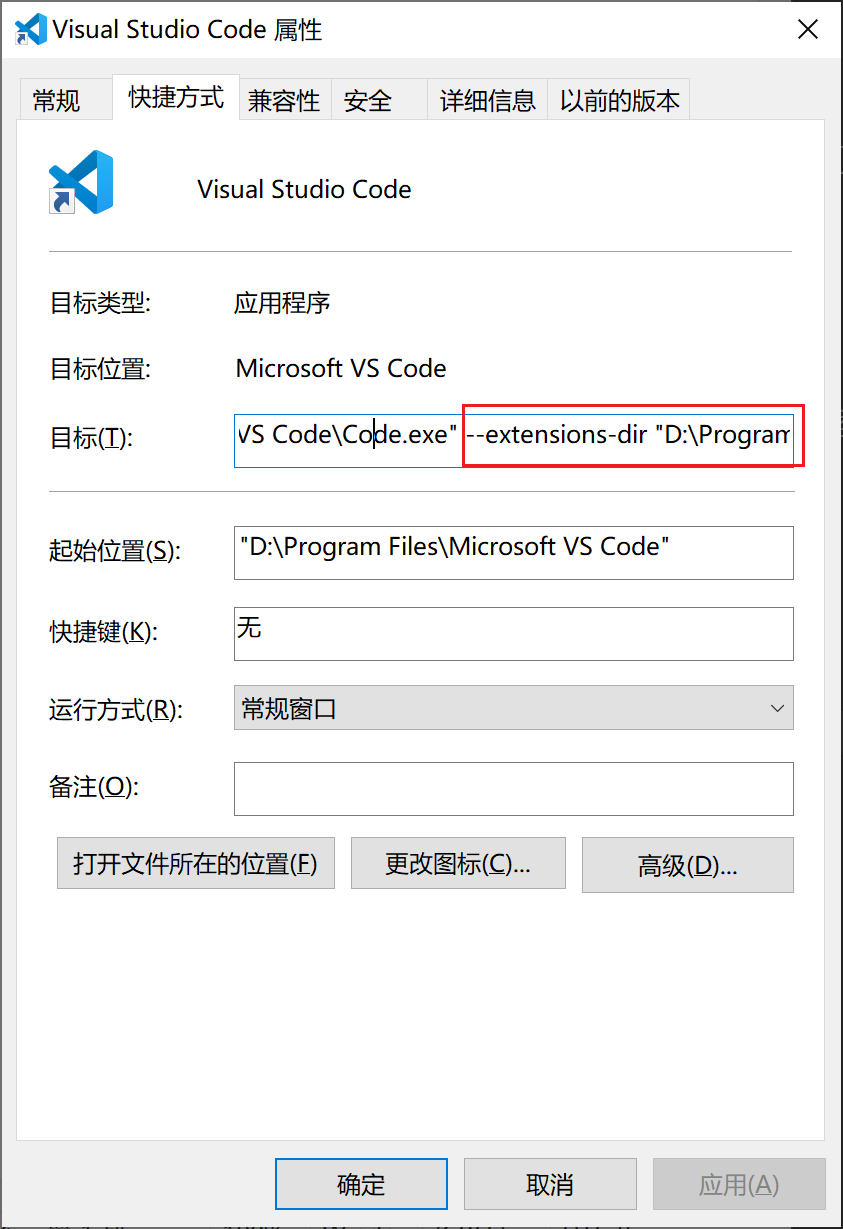 Visual Studio Code 属性
常规 快捷方式 兼容性 安全 详细信息 以前的版本
Visual Studio Code
目标类型: 应用程序
目标位置: Microsoft VS Code
目标(T): VS Code\Code.exe" --extensions-dir "D:\Program
起始位置(S): "D:\Program Files\Microsoft VS Code"
快捷键(K): 无
运行方式(R): 常规窗口
备注(O):
打开文件所在的位置(F) 更改图标(C)... 高级(D)...
确定 取消 应用(A)